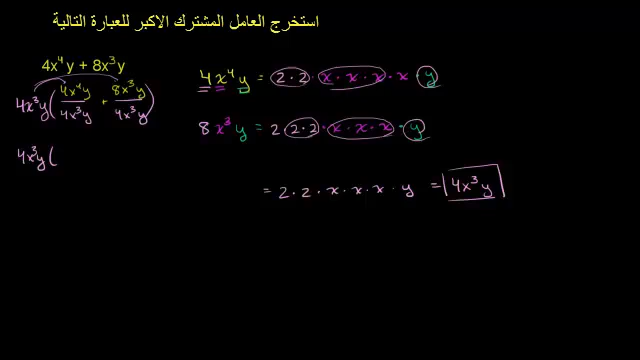 استخرج العامل المشترك الاكبر للعبارة التالية
4x⁴y + 8x³y
4x³y(4x⁴y/4x³y + 8x³y/4x³y)
4x³y(
4x⁴y = 2·2·x·x·x·x·y
8x³y = 2·2·2·x·x·x·y
= 2·2·x·x·x·y = 4x³y